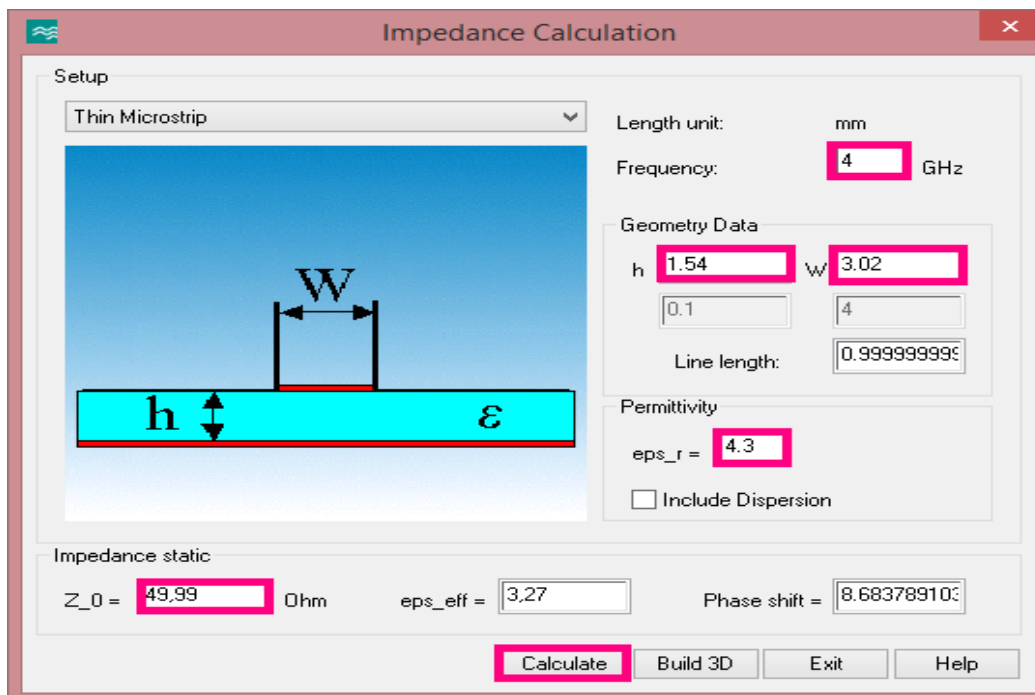 Impedance Calculation
×
Setup
Thin Microstrip
Length unit: mm
Frequency: 4 GHz
Geometry Data
h 1.54 W 3.02
0.1 4
Line length: 0.999999999
Permittivity
eps_r = 4.3
Include Dispersion
W
h ε
Impedance static
Z_0 = 49,99 Ohm eps_eff = 3,27 Phase shift = 8.683789103
Calculate Build 3D Exit Help